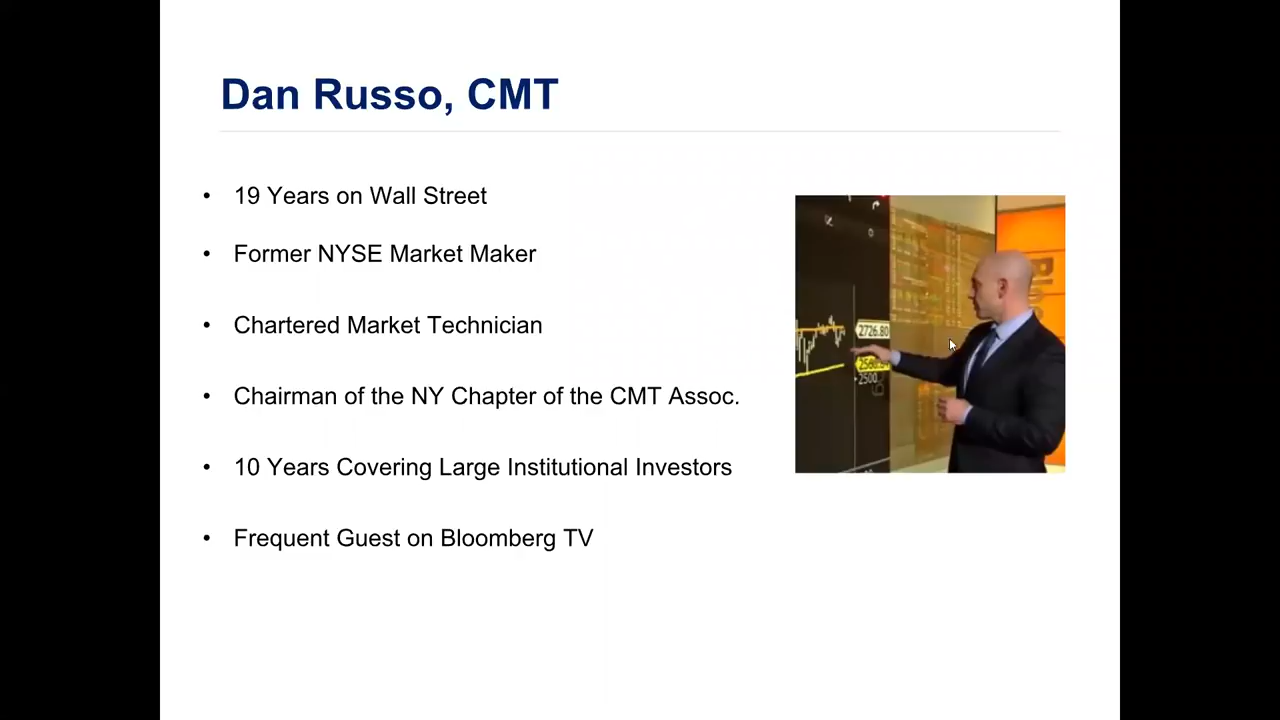 Dan Russo, CMT
• 19 Years on Wall Street
• Former NYSE Market Maker
• Chartered Market Technician
• Chairman of the NY Chapter of the CMT Assoc.
• 10 Years Covering Large Institutional Investors
• Frequent Guest on Bloomberg TV
2726.80
2500